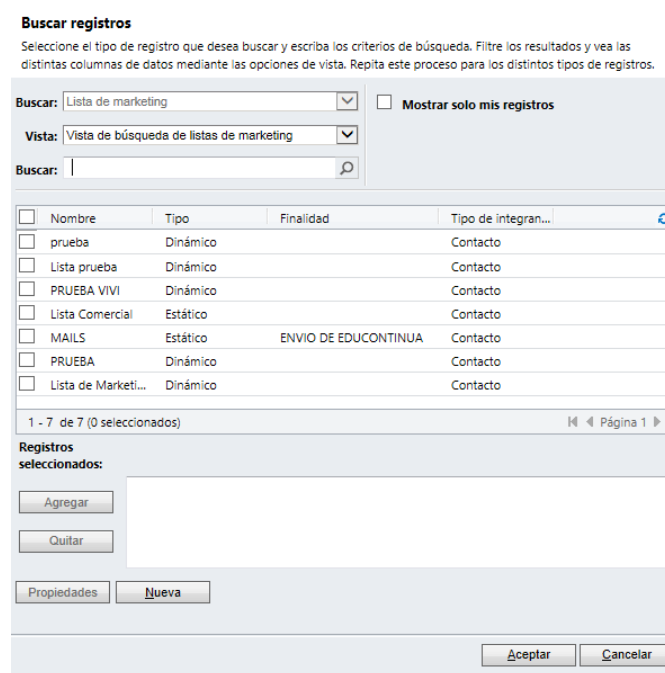 Buscar registros
Seleccione el tipo de registro que desea buscar y escriba los criterios de búsqueda. Filtre los resultados y vea las
distintas columnas de datos mediante las opciones de vista. Repita este proceso para los distintos tipos de registros.
Buscar: Lista de marketing
Mostrar solo mis registros
Vista: Vista de búsqueda de listas de marketing
Buscar:
Nombre Tipo Finalidad Tipo de integran...
prueba Dinámico Contacto
Lista prueba Dinámico Contacto
PRUEBA VIVI Dinámico Contacto
Lista Comercial Estático Contacto
MAILS Estático ENVIO DE EDUCONTINUA Contacto
PRUEBA Dinámico Contacto
Lista de Marketi... Dinámico Contacto
1 - 7 de 7 (0 seleccionados) Página 1
Registros
seleccionados:
Agregar
Quitar
Propiedades Nueva
Aceptar Cancelar